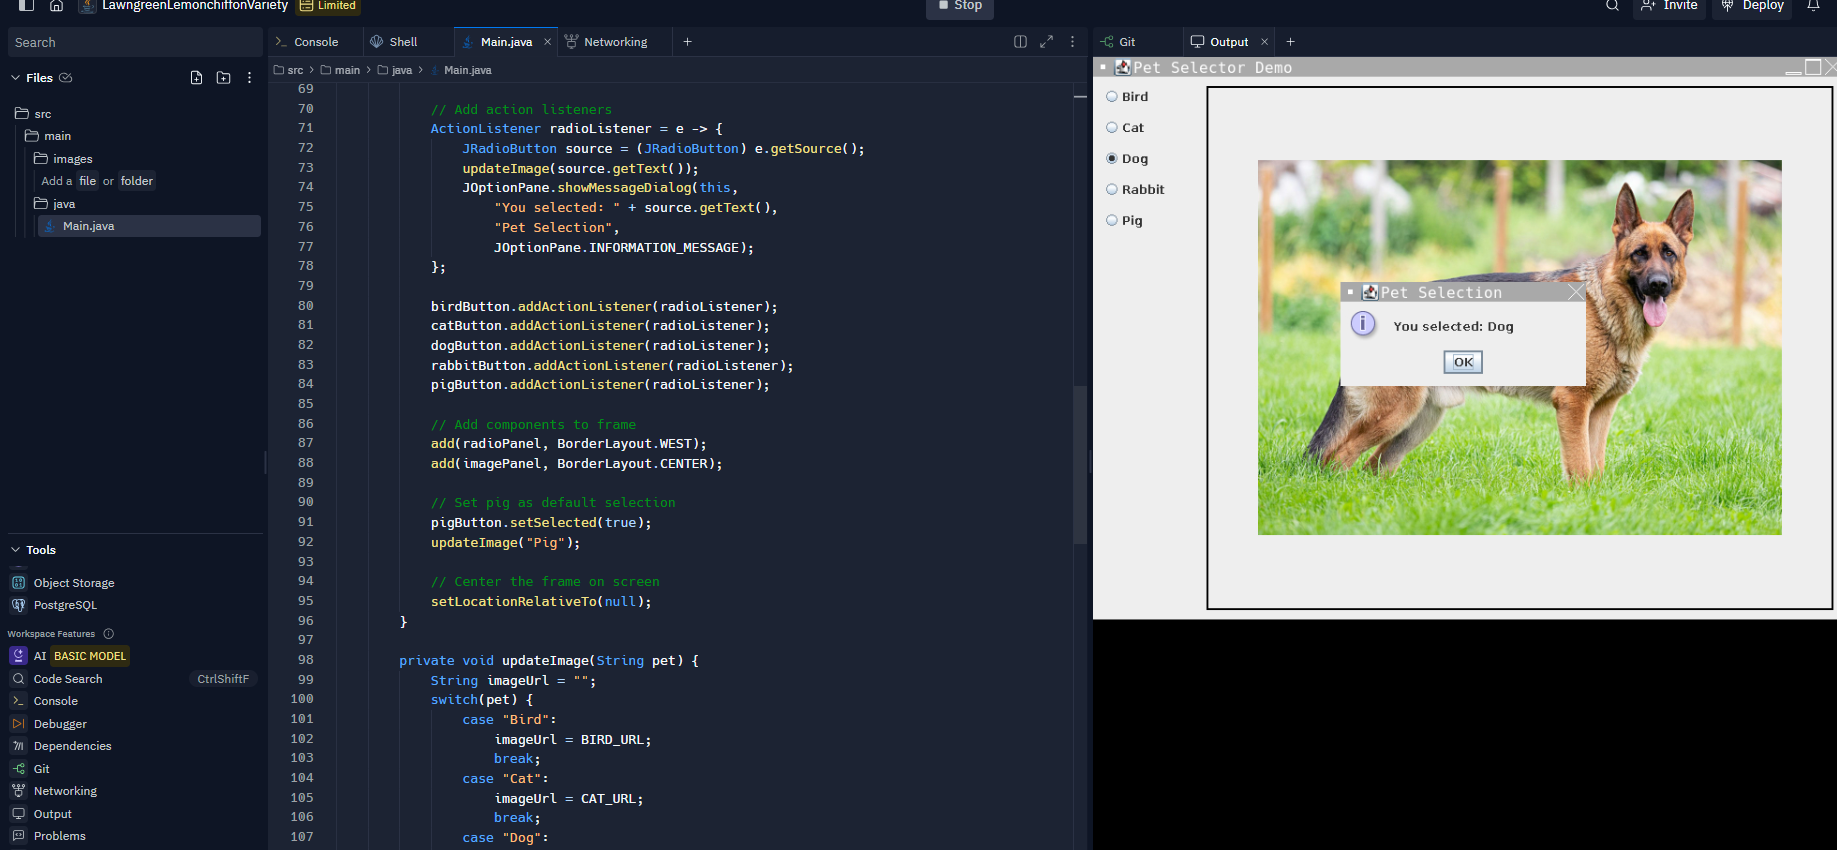 LawngreenLemonchiffonVariety
Limited
Stop
Invite
Deploy
Search
Files
src
main
images
Add a file or folder
java
Main.java
Tools
Object Storage
PostgreSQL
Workspace Features
AI BASIC MODEL
Code Search CtrlShiftF
Console
Debugger
Dependencies
Git
Networking
Output
Problems
Console
Shell
Main.java
Networking
src > main > java > Main.java
69
70 // Add action listeners
71 ActionListener radioListener = e -> {
72 JRadioButton source = (JRadioButton) e.getSource();
73 updateImage(source.getText());
74 JOptionPane.showMessageDialog(this,
75 "You selected: " + source.getText(),
76 "Pet Selection",
77 JOptionPane.INFORMATION_MESSAGE);
78 };
79
80 birdButton.addActionListener(radioListener);
81 catButton.addActionListener(radioListener);
82 dogButton.addActionListener(radioListener);
83 rabbitButton.addActionListener(radioListener);
84 pigButton.addActionListener(radioListener);
85
86 // Add components to frame
87 add(radioPanel, BorderLayout.WEST);
88 add(imagePanel, BorderLayout.CENTER);
89
90 // Set pig as default selection
91 pigButton.setSelected(true);
92 updateImage("Pig");
93
94 // Center the frame on screen
95 setLocationRelativeTo(null);
96 }
97
98 private void updateImage(String pet) {
99 String imageUrl = "";
100 switch(pet) {
101 case "Bird":
102 imageUrl = BIRD_URL;
103 break;
104 case "Cat":
105 imageUrl = CAT_URL;
106 break;
107 case "Dog":
Git
Output
Pet Selector Demo
Bird
Cat
Dog
Rabbit
Pig
Pet Selection
You selected: Dog
OK